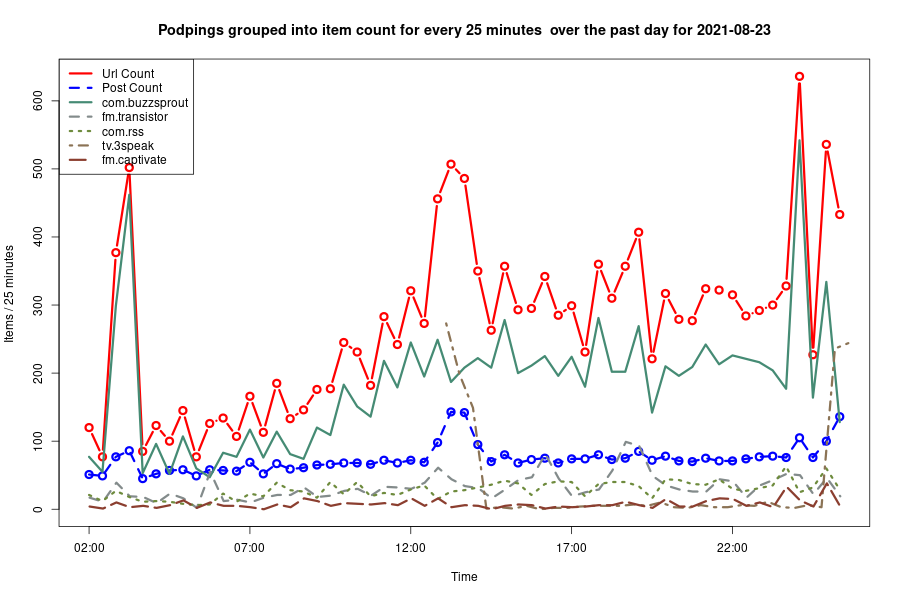 Podpings grouped into item count for every 25 minutes  over the past day for 2021-08-23
Url Count
Post Count
com.buzzsprout
fm.transistor
com.rss
tv.3speak
fm.captivate
Items / 25 minutes
600
500
400
300
200
100
0
02:00
07:00
12:00
17:00
22:00
Time